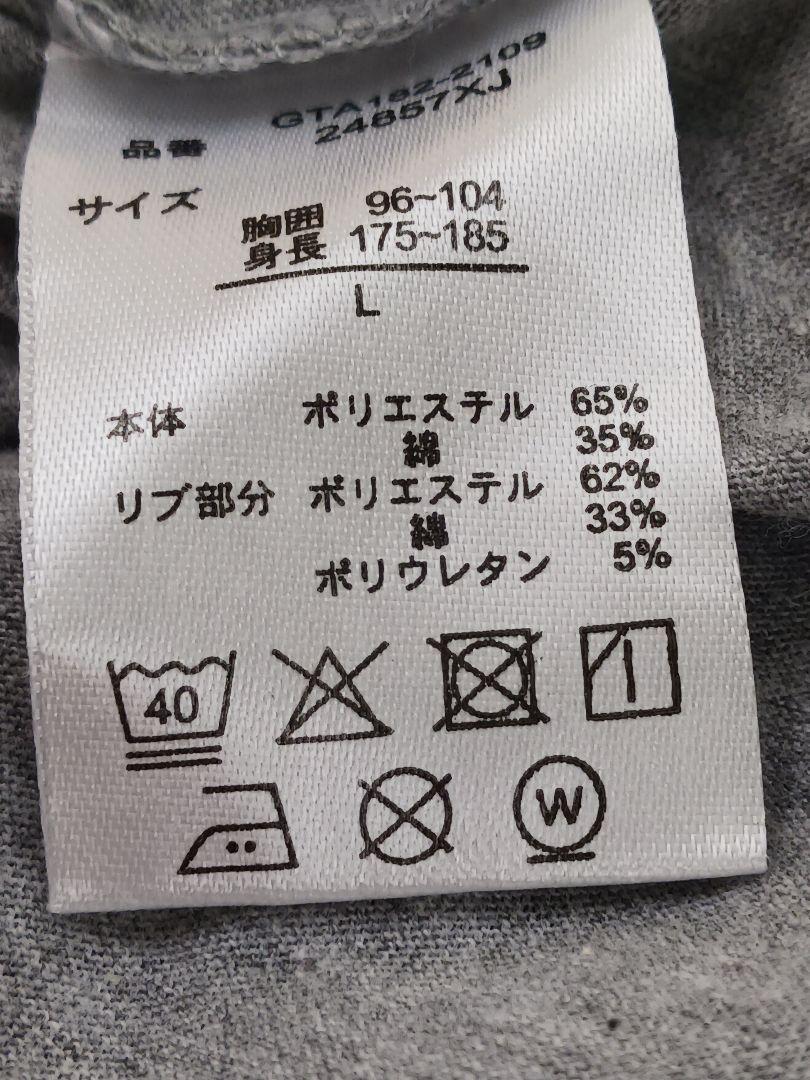 品番 GTA182-2109
24857XJ
サイズ
胸囲 96~104
身長 175~185
L
本体 ポリエステル 65%
綿 35%
リブ部分 ポリエステル 62%
綿 33%
ポリウレタン 5%
40
W